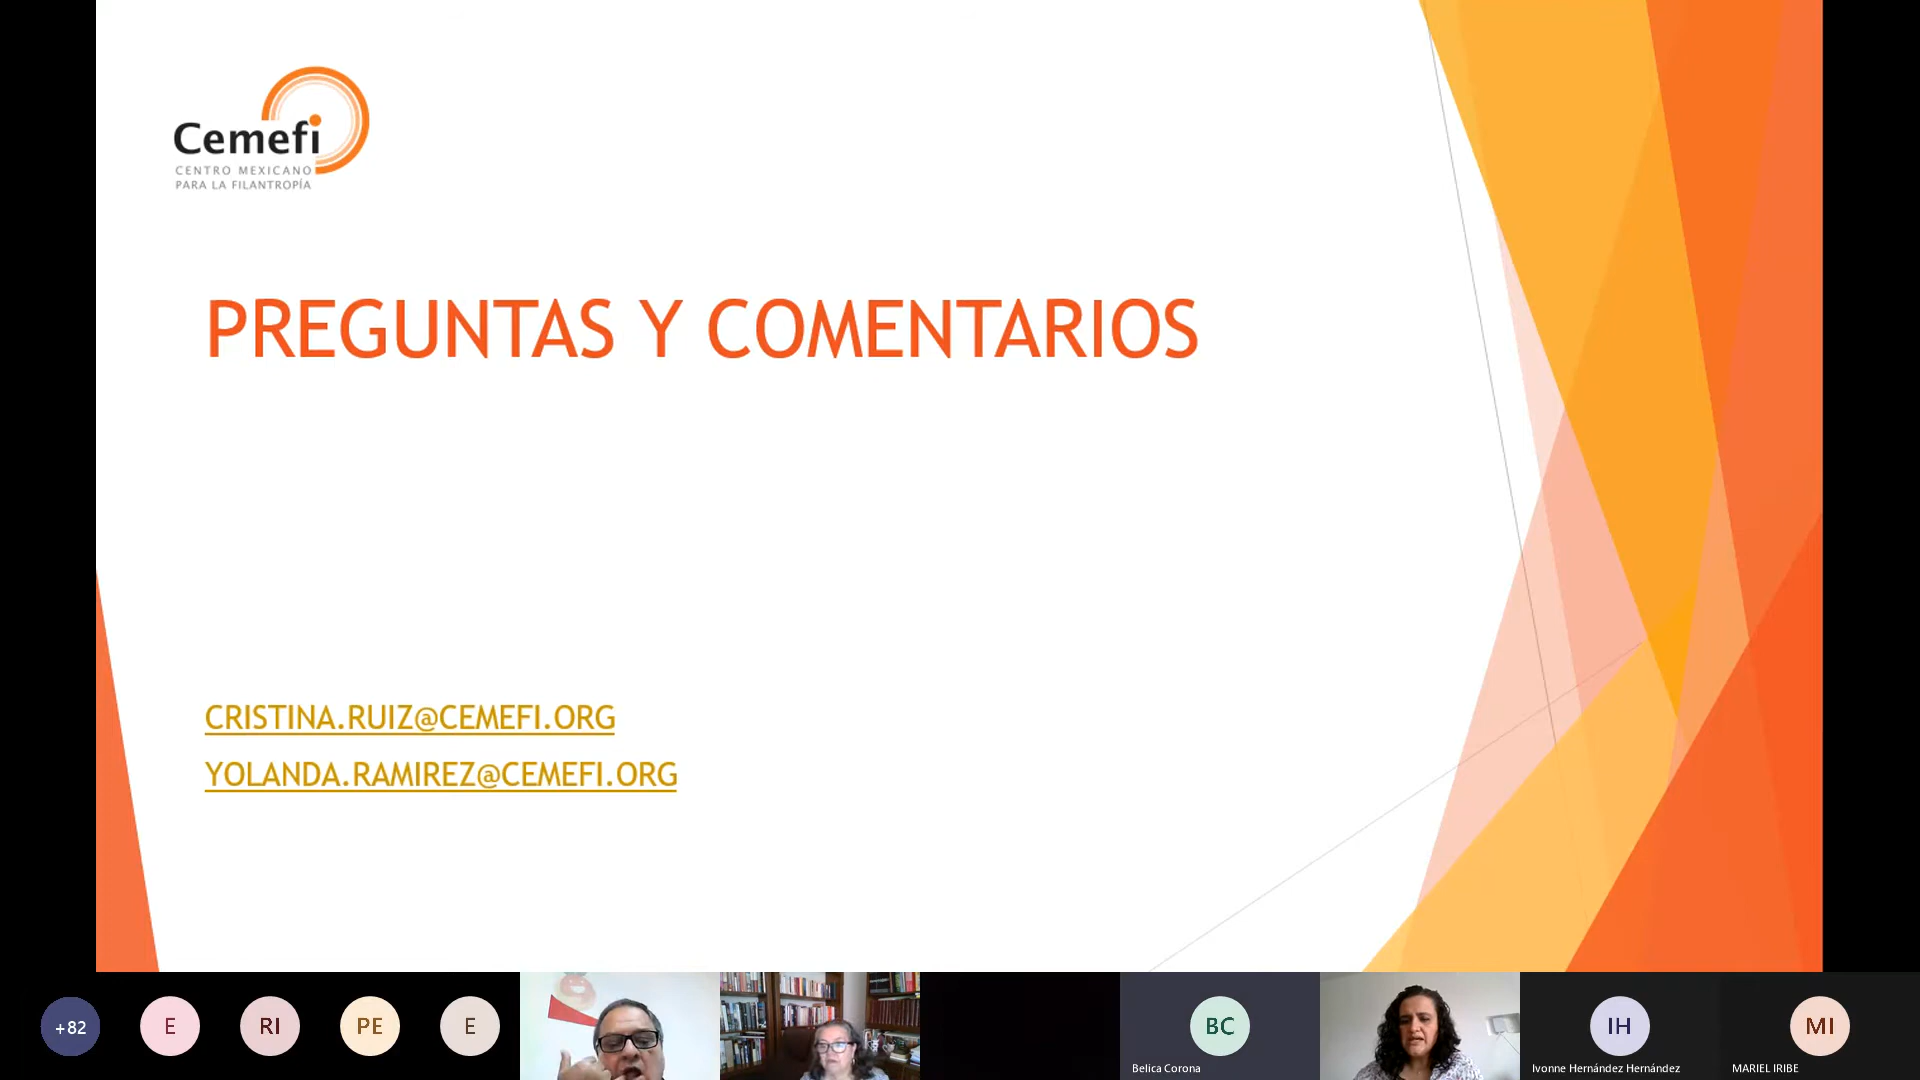 Cemefi
CENTRO MEXICANO
PARA LA FILANTROPÍA
PREGUNTAS Y COMENTARIOS
CRISTINA.RUIZ@CEMEFI.ORG
YOLANDA.RAMIREZ@CEMEFI.ORG
+82
E
RI
PE
E
BC
Belica Corona
IH
Ivonne Hernández Hernández
MI
MARIEL IRIBE